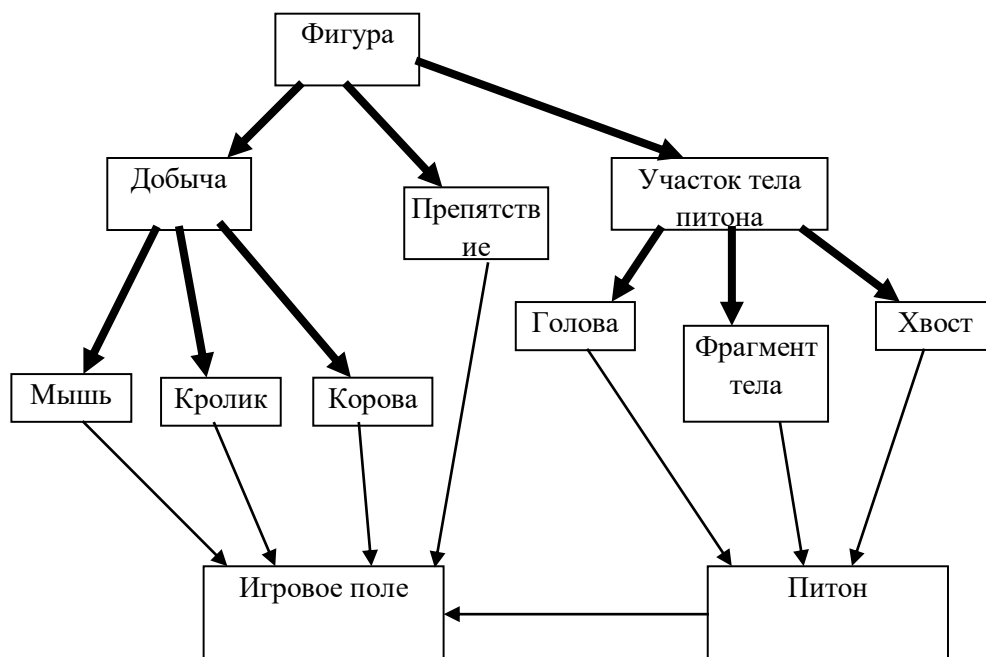 Фигура
Добыча
Препятств
ие
Участок тела
питона
Голова
Фрагмент
тела
Хвост
Мышь
Кролик
Корова
Игровое поле
Питон